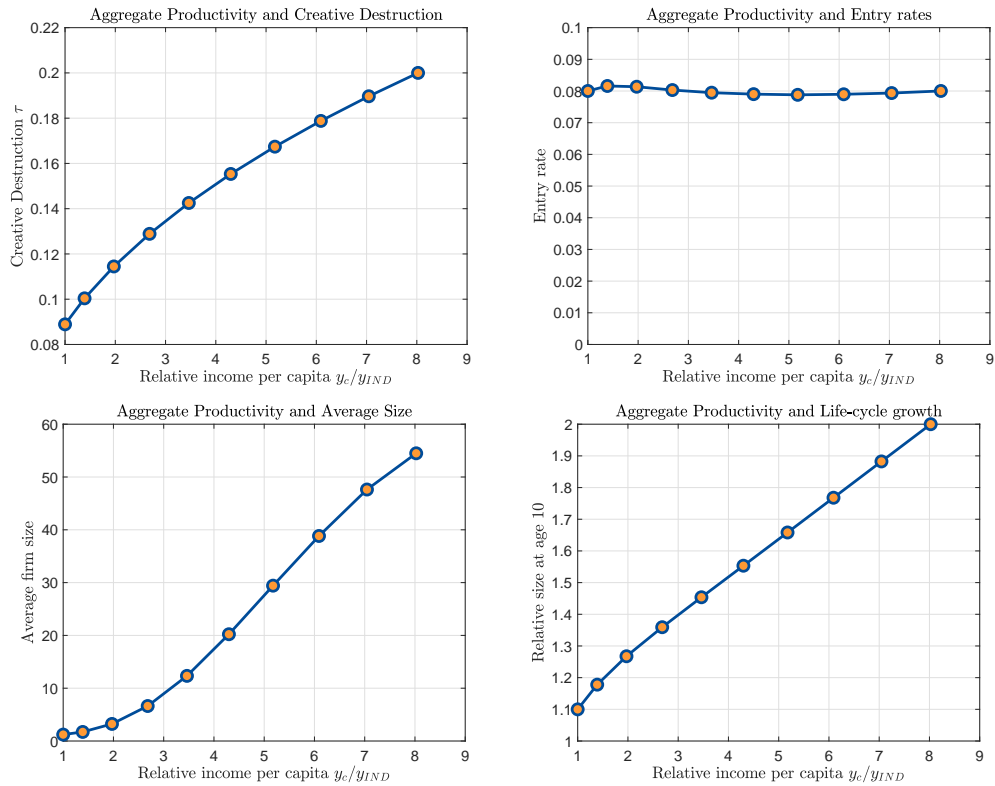 Aggregate Productivity and Creative Destruction
0.22
0.2
0.18
0.16
0.14
0.12
0.1
0.08
Creative Destruction τ
1 2 3 4 5 6 7 8 9
Relative income per capita y_c/y_IND
Aggregate Productivity and Entry rates
0.1
0.09
0.08
0.07
0.06
0.05
0.04
0.03
0.02
0.01
0
Entry rate
1 2 3 4 5 6 7 8 9
Relative income per capita y_c/y_IND
Aggregate Productivity and Average Size
60
50
40
30
20
10
0
Average firm size
1 2 3 4 5 6 7 8 9
Relative income per capita y_c/y_IND
Aggregate Productivity and Life-cycle growth
2
1.9
1.8
1.7
1.6
1.5
1.4
1.3
1.2
1.1
1
Relative size at age 10
1 2 3 4 5 6 7 8 9
Relative income per capita y_c/y_IND